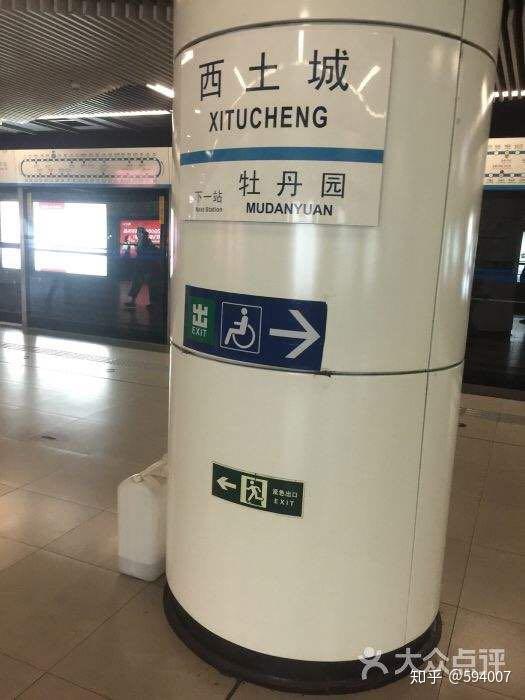 西土城
XITUCHENG
下一站
Next Station
牡丹园
MUDANYUAN
出
EXIT
紧急出口
EXIT
大众点评
知乎 @594007